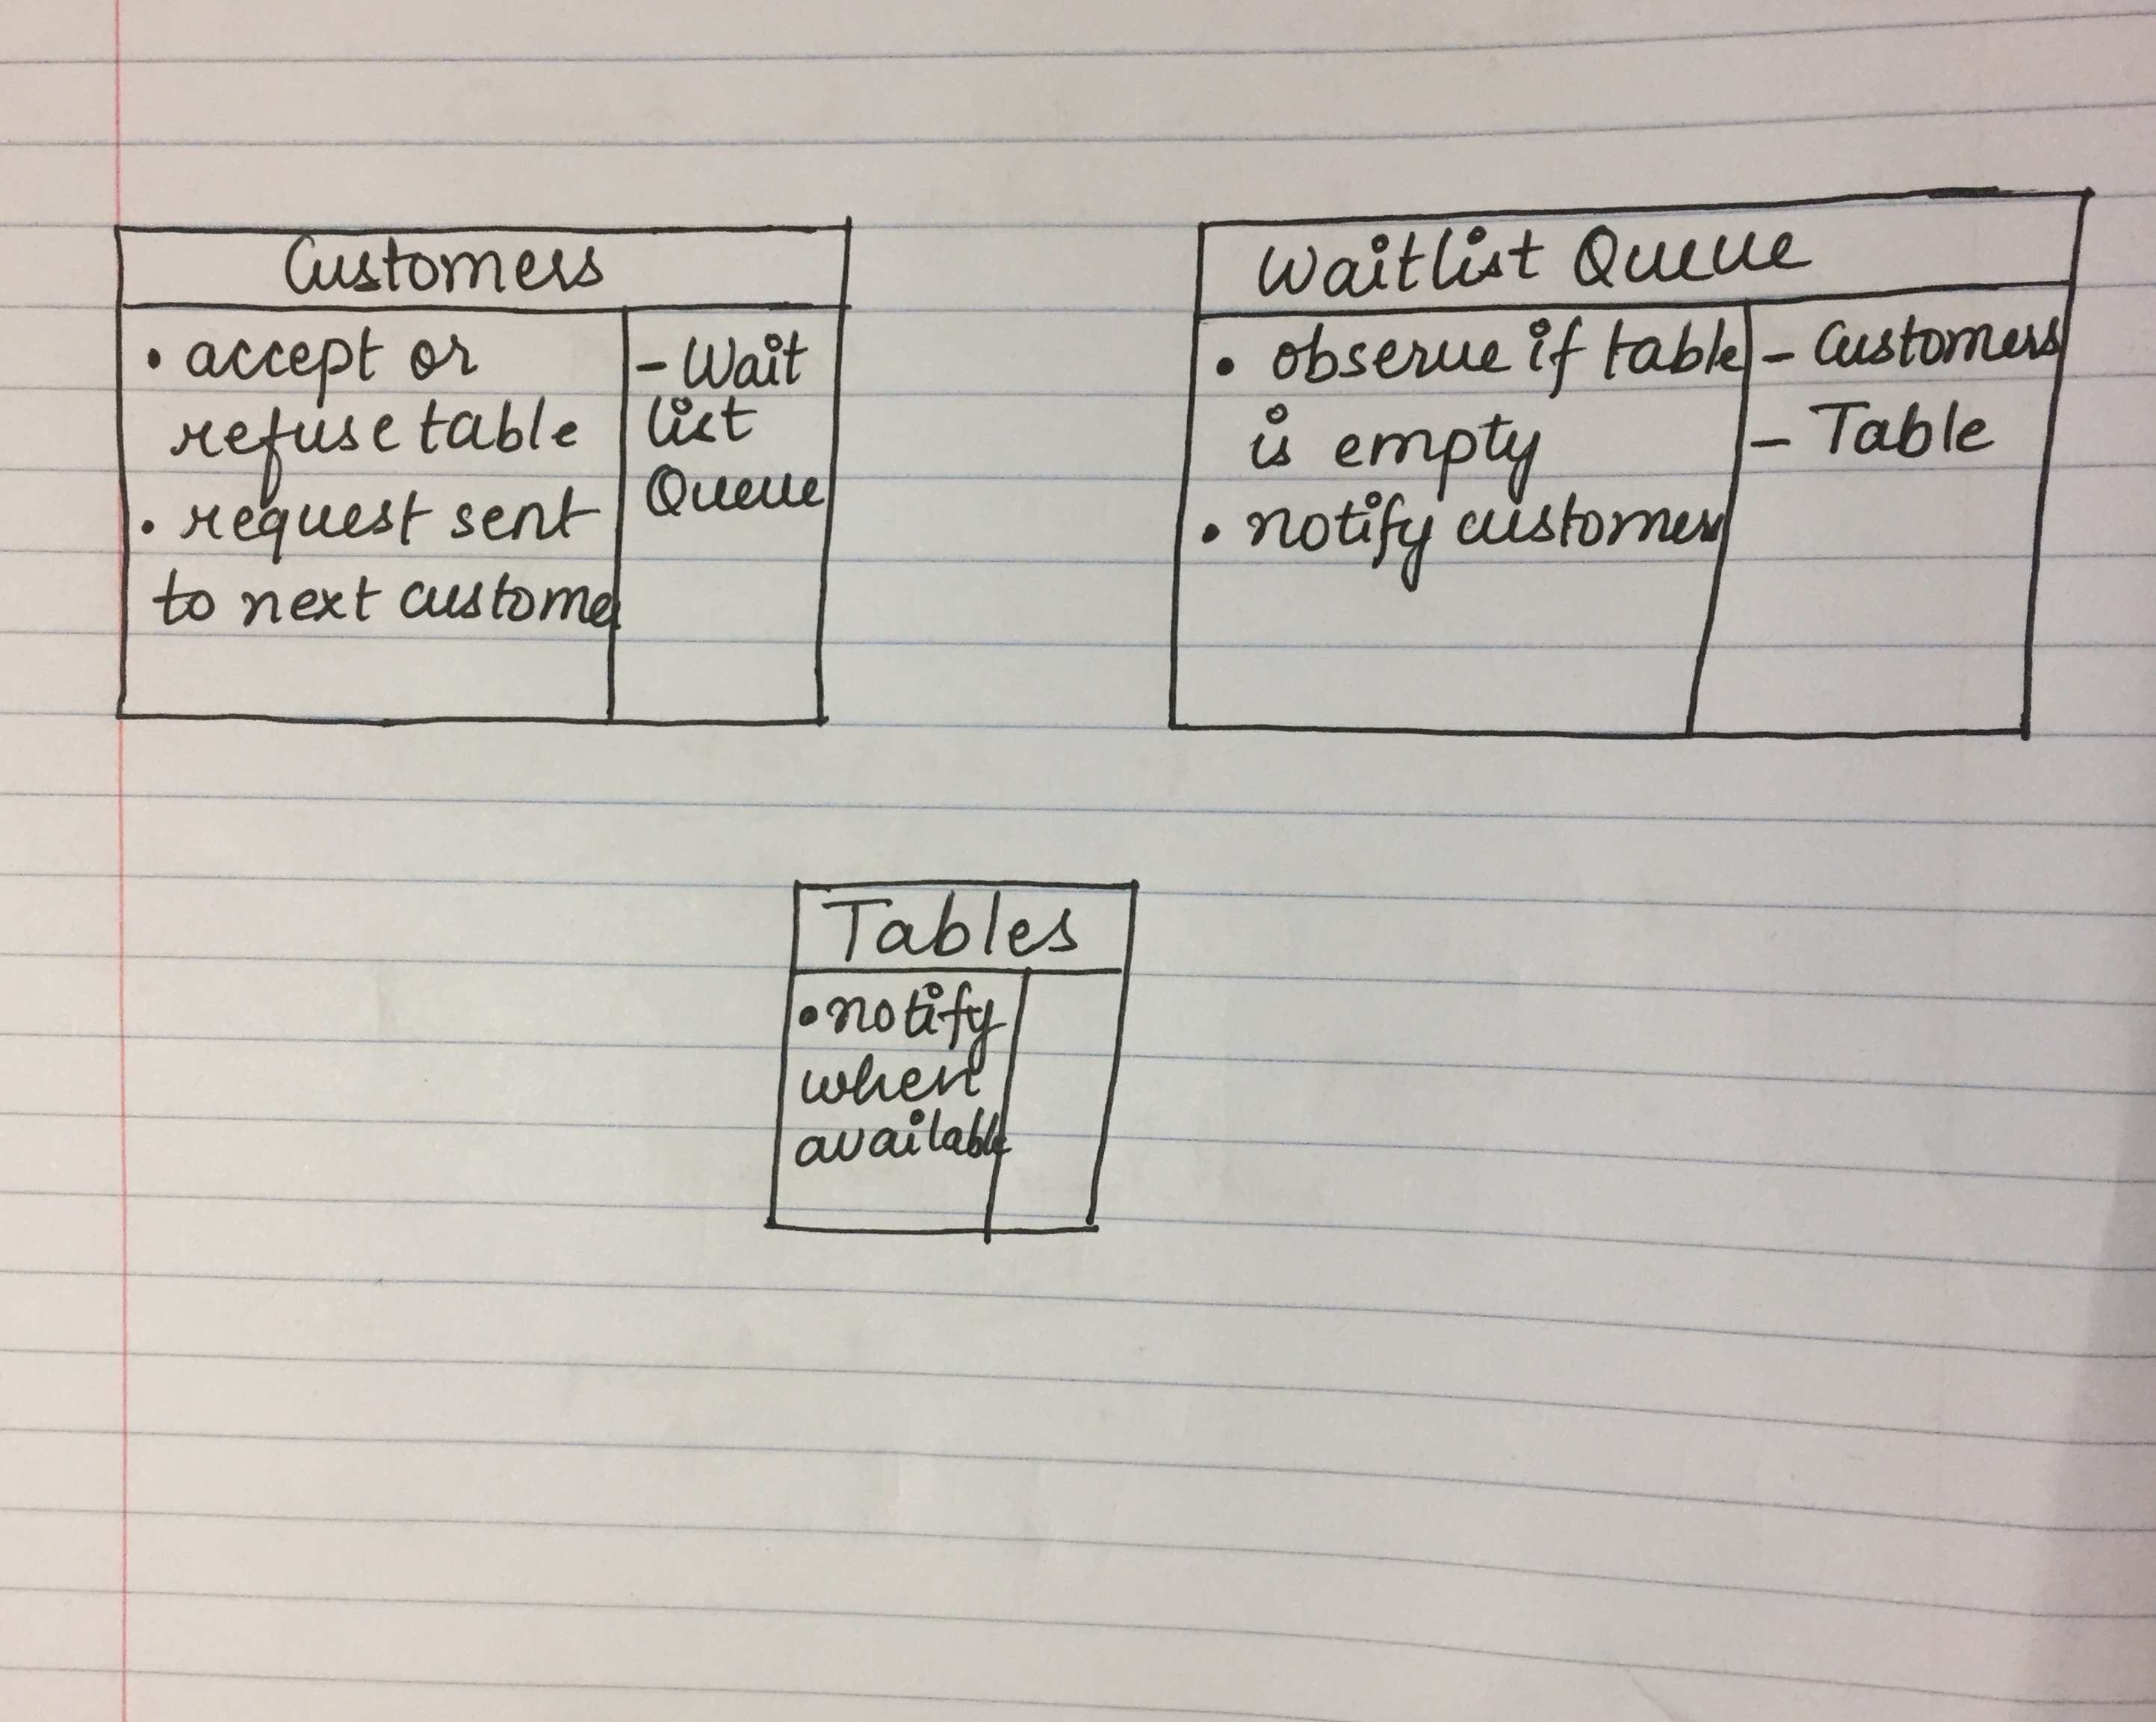 Customers
• accept or
refuse table
• request sent
to next custome
- Wait
list
Queue
Waitlist Queue
• observe if table
is empty
• notify customers
- Customers
- Table
Tables
• notify
when
available